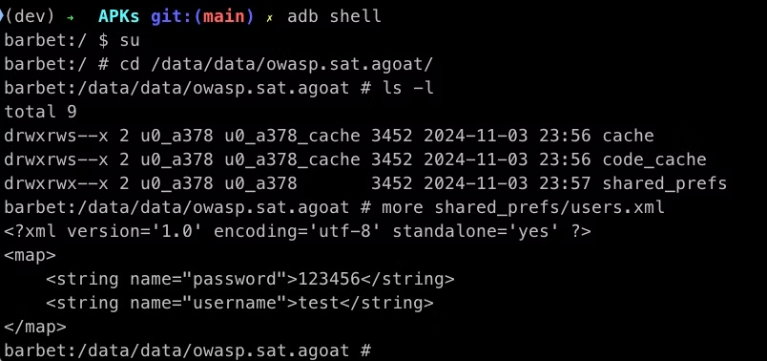 (dev) → APKs git:(main) ✗ adb shell
barbet:/ $ su
barbet:/ # cd /data/data/owasp.sat.agoat/
barbet:/data/data/owasp.sat.agoat # ls -l
total 9
drwxrws--x 2 u0_a378 u0_a378_cache 3452 2024-11-03 23:56 cache
drwxrws--x 2 u0_a378 u0_a378_cache 3452 2024-11-03 23:56 code_cache
drwxrwx--x 2 u0_a378 u0_a378       3452 2024-11-03 23:57 shared_prefs
barbet:/data/data/owasp.sat.agoat # more shared_prefs/users.xml
<?xml version='1.0' encoding='utf-8' standalone='yes' ?>
<map>
    <string name="password">123456</string>
    <string name="username">test</string>
</map>
barbet:/data/data/owasp.sat.agoat #